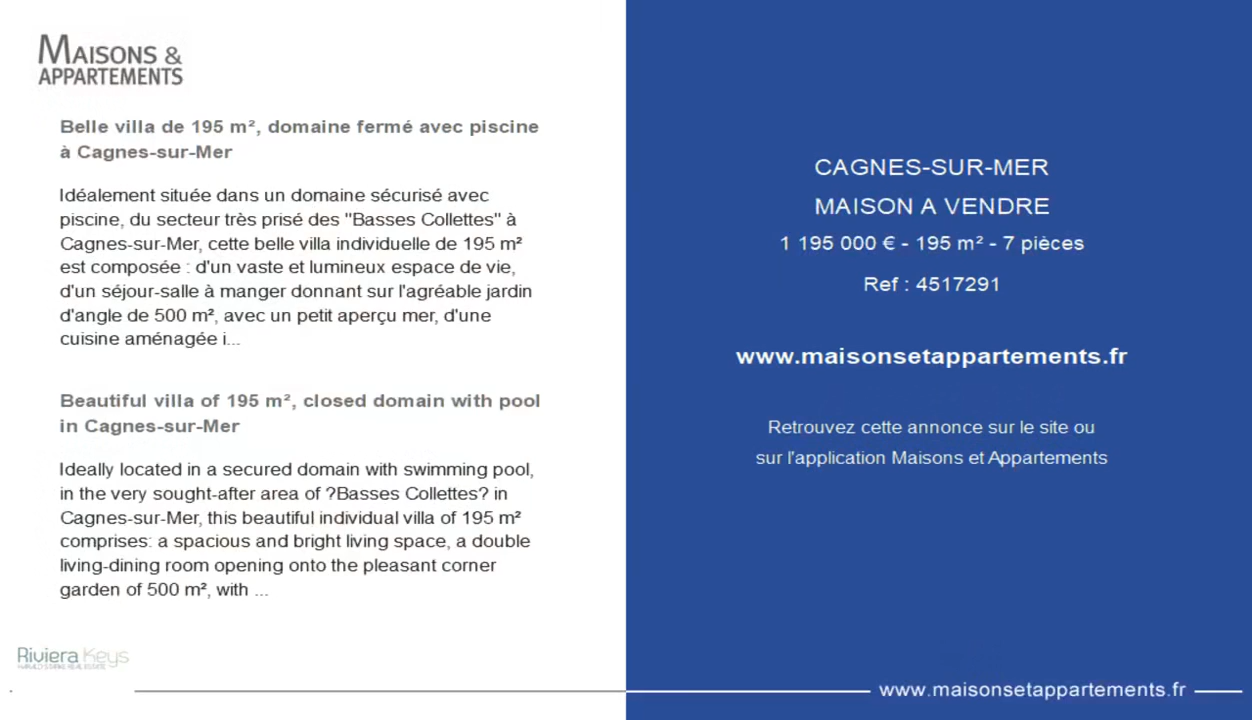 MAISONS &
APPARTEMENTS
Belle villa de 195 m², domaine fermé avec piscine
à Cagnes-sur-Mer
Idéalement située dans un domaine sécurisé avec
piscine, du secteur très prisé des "Basses Collettes" à
Cagnes-sur-Mer, cette belle villa individuelle de 195 m²
est composée : d'un vaste et lumineux espace de vie,
d'un séjour-salle à manger donnant sur l'agréable jardin
d'angle de 500 m², avec un petit aperçu mer, d'une
cuisine aménagée i...
Beautiful villa of 195 m², closed domain with pool
in Cagnes-sur-Mer
Ideally located in a secured domain with swimming pool,
in the very sought-after area of ?Basses Collettes? in
Cagnes-sur-Mer, this beautiful individual villa of 195 m²
comprises: a spacious and bright living space, a double
living-dining room opening onto the pleasant corner
garden of 500 m², with ...
Riviera Keys
CAGNES-SUR-MER
MAISON A VENDRE
1 195 000 € - 195 m² - 7 pièces
Ref : 4517291
www.maisonsetappartements.fr
Retrouvez cette annonce sur le site ou
sur l'application Maisons et Appartements
www.maisonsetappartements.fr